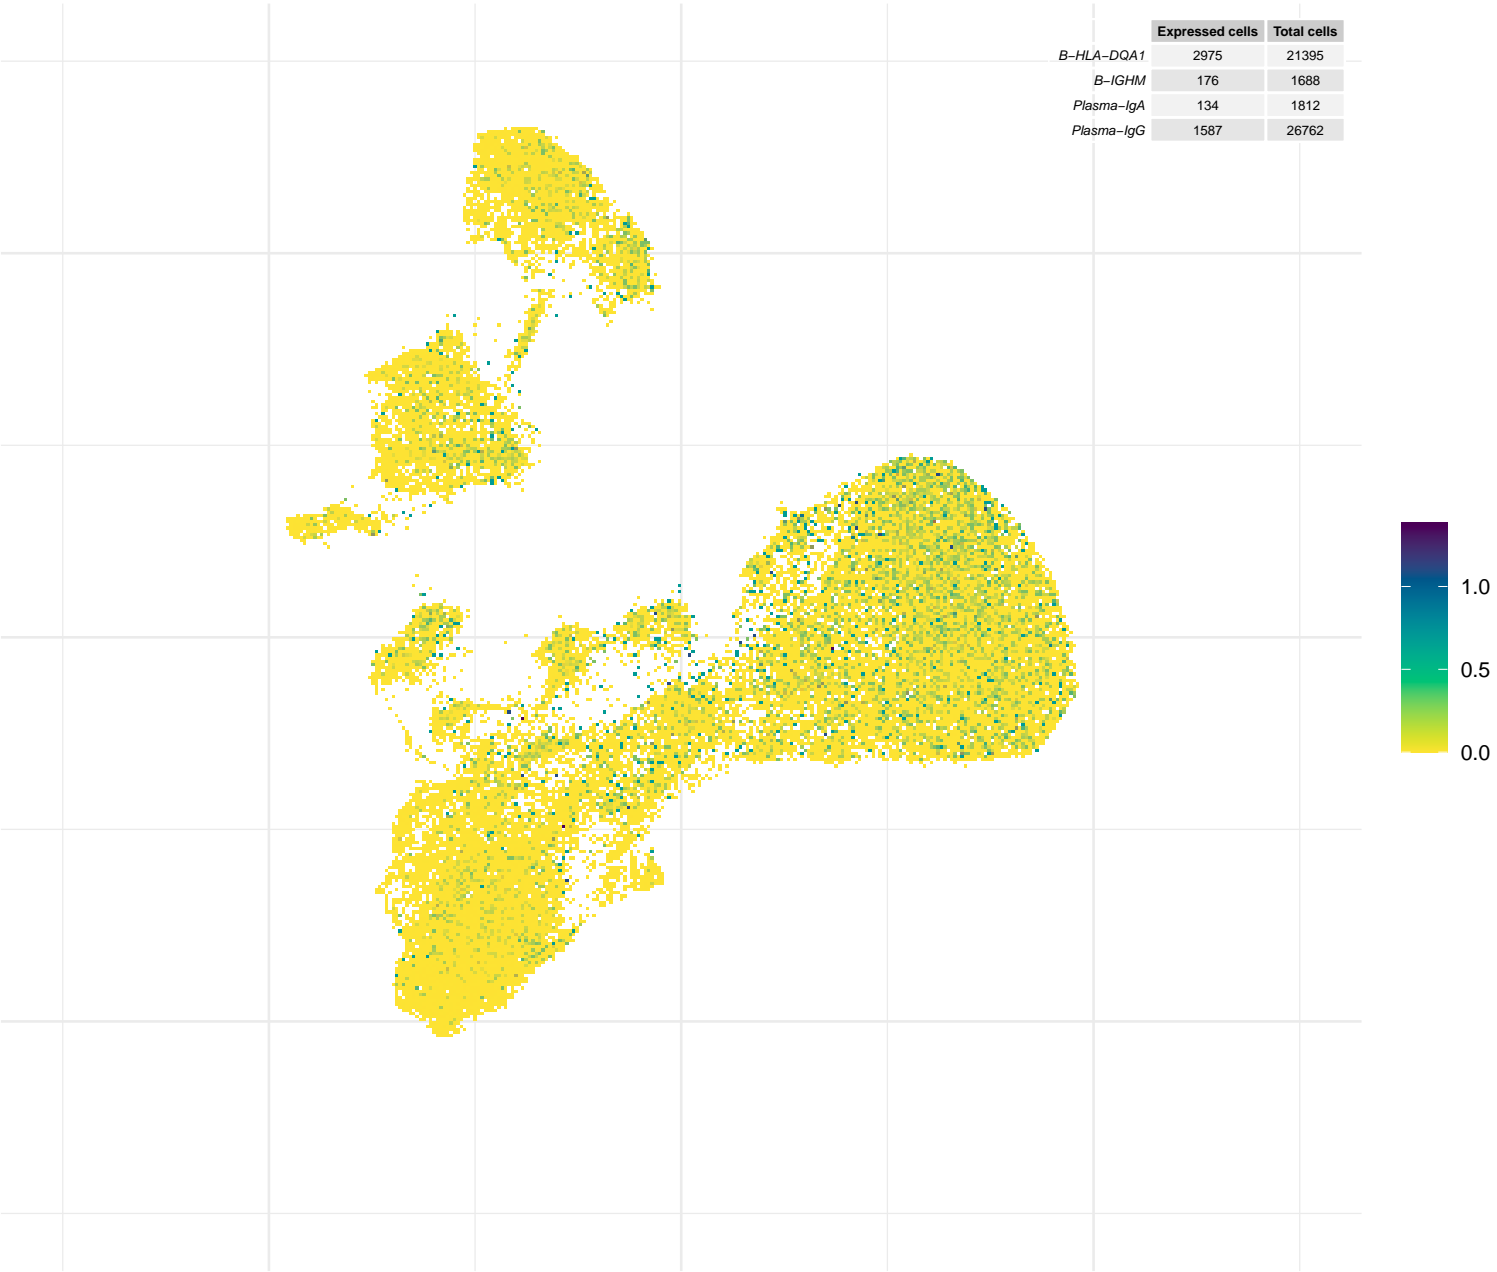 Expressed cells Total cells
B−HLA−DQA1 2975 21395
B−IGHM 176 1688
Plasma−IgA 134 1812
Plasma−IgG 1587 26762
1.0
0.5
0.0